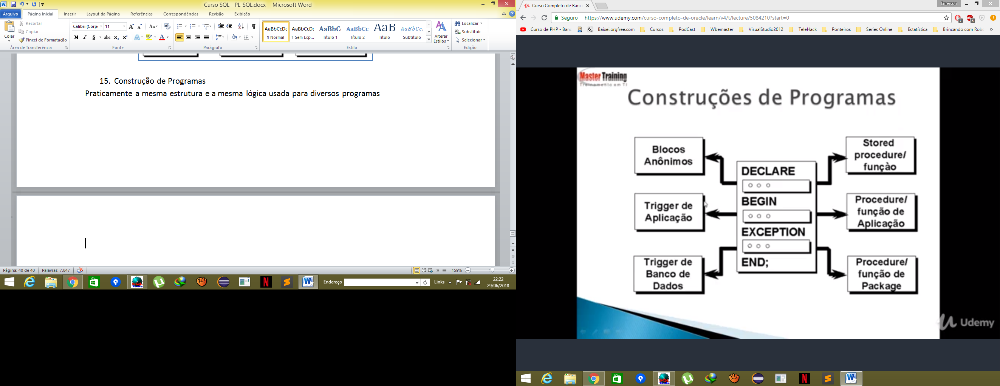 Curso SQL - PL-SQL.docx - Microsoft Word
Arquivo Página Inicial Inserir Layout da Página Referências Correspondências Revisão Exibição
Colar
Recortar
Copiar
Pincel de Formatação
Área de Transferência
Calibri (Corpo 11
Fonte
Parágrafo
AaBbCcDc AaBbCcDc AaBbC AaBbCc AaB AaBbCc.
¶ Normal ¶ Sem Esp... Título 1 Título 2 Título Subtítulo
Estilo
Alterar
Estilos
Localizar
Substituir
Selecionar
Edição
15. Construção de Programas
Praticamente a mesma estrutura e a mesma lógica usada para diversos programas
Página: 40 de 40 Palavras: 7.847 159%
Endereço Links 22:22
29/06/2018
Curso Completo de Banc
Emerson
Seguro https://www.udemy.com/curso-completo-de-oracle/learn/v4/t/lecture/5084210?start=0
Curso de PHP - Banc Baixei.orgfree.com Cursos PodCast Wbemaster VisualStudio2012 TeleHack Ponteiros Series Online Estatística Brincando com Rob
Master Training
Treinamento em TI
Construções de Programas
Blocos
Anônimos
Trigger de
Aplicação
Trigger de
Banco de
Dados
DECLARE
BEGIN
EXCEPTION
END;
Stored
procedure/
funçào
Procedure/
função de
Aplicação
Procedure/
função de
Package
Udemy